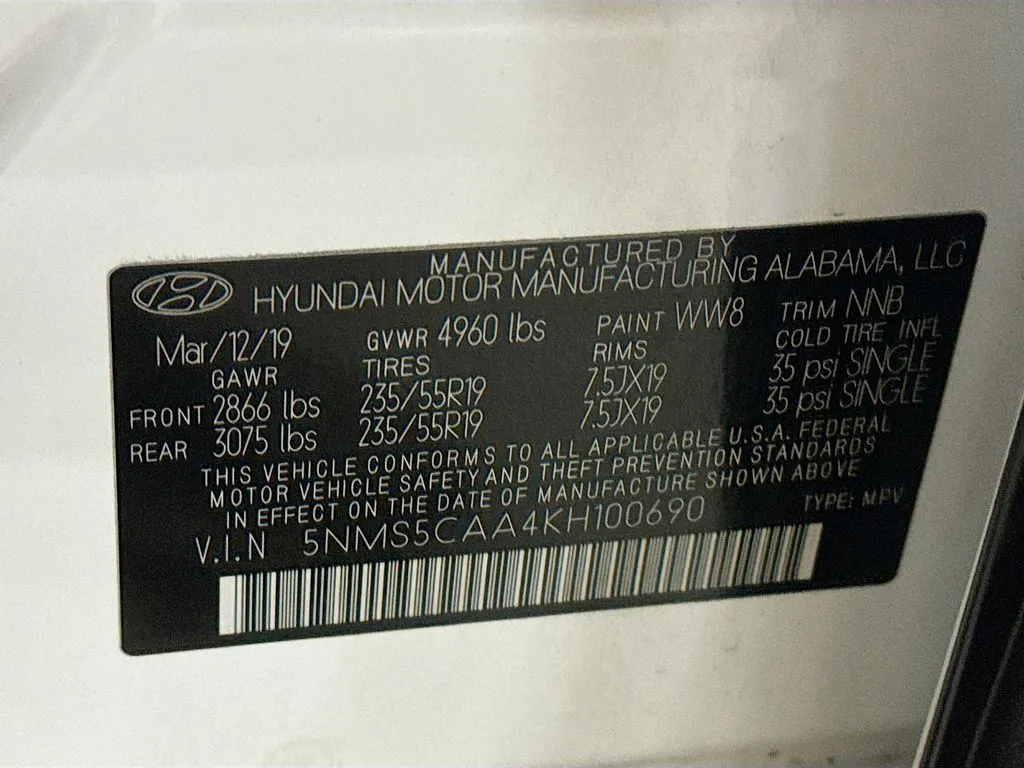 MANUFACTURED BY
HYUNDAI MOTOR MANUFACTURING ALABAMA, LLC
Mar/12/19 GVWR 4960 lbs PAINT WW8 TRIM NNB
GAWR TIRES RIMS COLD TIRE INFL
FRONT 2866 lbs 235/55R19 7.5JX19 35 psi SINGLE
REAR 3075 lbs 235/55R19 7.5JX19 35 psi SINGLE
THIS VEHICLE CONFORMS TO ALL APPLICABLE U.S.A. FEDERAL
MOTOR VEHICLE SAFETY AND THEFT PREVENTION STANDARDS
IN EFFECT ON THE DATE OF MANUFACTURE SHOWN ABOVE
V.I.N 5NMS5CAA4KH100690 TYPE: MPV